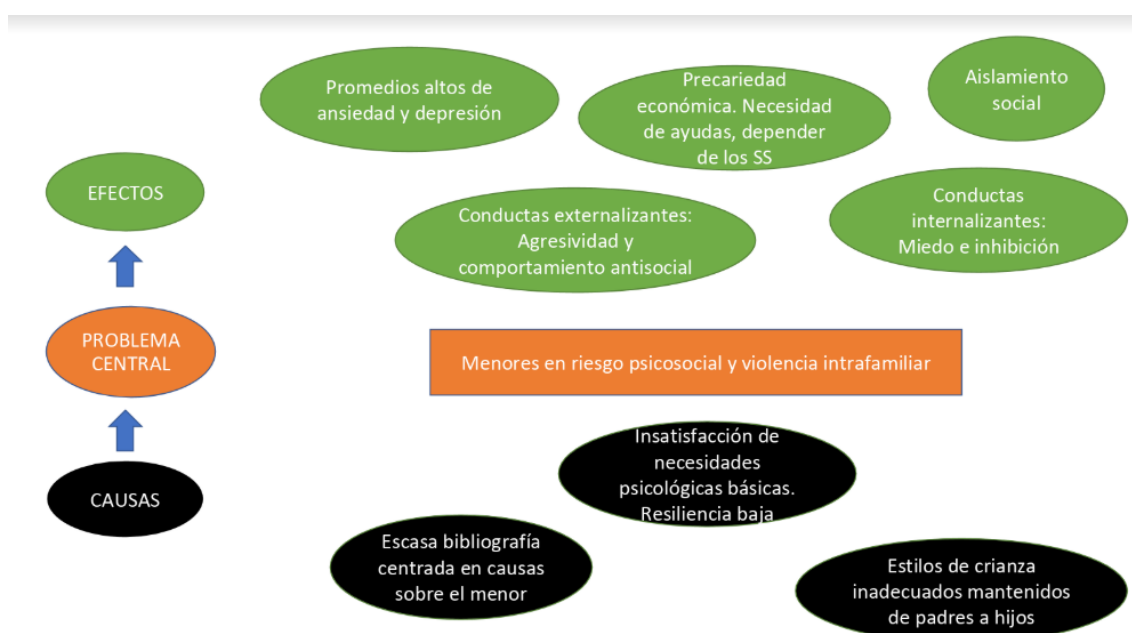 Promedios altos de
ansiedad y depresión
Precariedad
económica. Necesidad
de ayudas, depender
de los SS
Aislamiento
social
EFECTOS
Conductas externalizantes:
Agresividad y
comportamiento antisocial
Conductas
internalizantes:
Miedo e inhibición
PROBLEMA
CENTRAL
Menores en riesgo psicosocial y violencia intrafamiliar
CAUSAS
Insatisfacción de
necesidades
psicológicas básicas.
Resiliencia baja
Escasa bibliografía
centrada en causas
sobre el menor
Estilos de crianza
inadecuados mantenidos
de padres a hijos